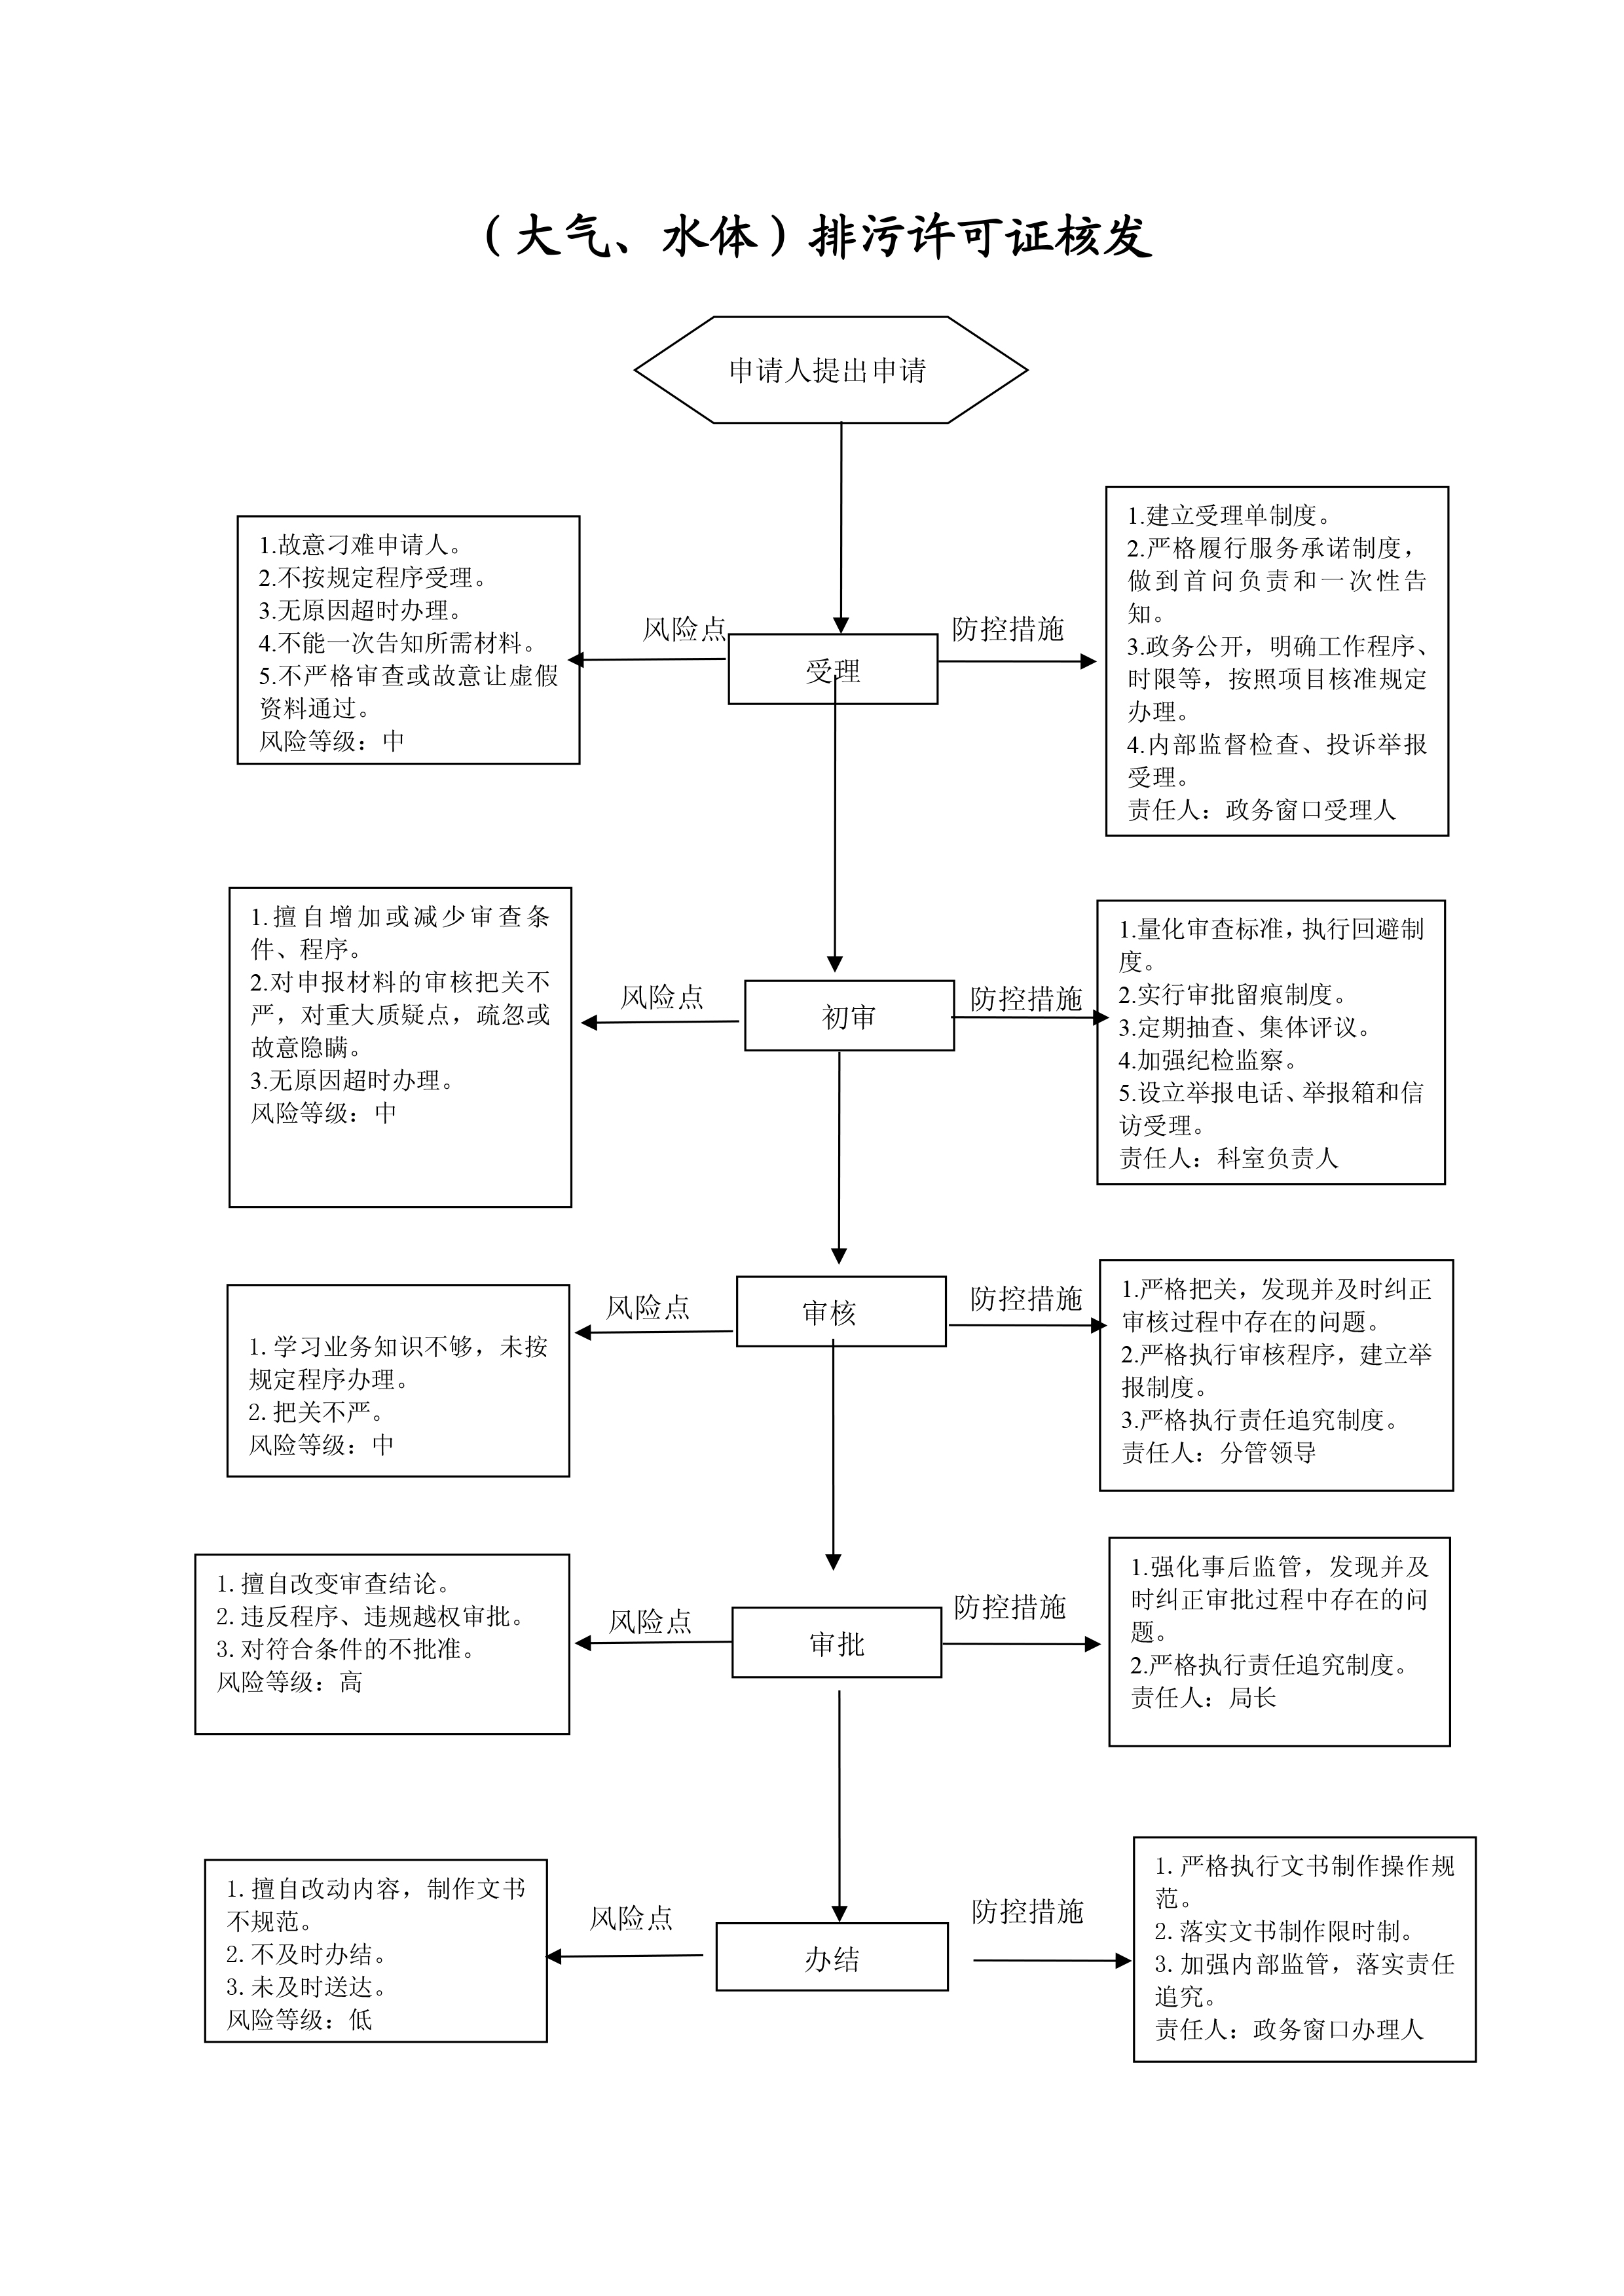 （大气、水体）排污许可证核发
申请人提出申请
1.故意刁难申请人。
2.不按规定程序受理。
3.无原因超时办理。
4.不能一次告知所需材料。
5.不严格审查或故意让虚假
资料通过。
风险等级：中
风险点
受理
防控措施
1.建立受理单制度。
2.严格履行服务承诺制度，
做到首问负责和一次性告
知。
3.政务公开，明确工作程序、
时限等，按照项目核准规定
办理。
4.内部监督检查、投诉举报
受理。
责任人：政务窗口受理人
1.擅自增加或减少审查条
件、程序。
2.对申报材料的审核把关不
严，对重大质疑点，疏忽或
故意隐瞒。
3.无原因超时办理。
风险等级：中
风险点
初审
防控措施
1.量化审查标准，执行回避制
度。
2.实行审批留痕制度。
3.定期抽查、集体评议。
4.加强纪检监察。
5.设立举报电话、举报箱和信
访受理。
责任人：科室负责人
1.学习业务知识不够，未按
规定程序办理。
2.把关不严。
风险等级：中
风险点
审核
防控措施
1.严格把关，发现并及时纠正
审核过程中存在的问题。
2.严格执行审核程序，建立举
报制度。
3.严格执行责任追究制度。
责任人：分管领导
1.擅自改变审查结论。
2.违反程序、违规越权审批。
3.对符合条件的不批准。
风险等级：高
风险点
审批
防控措施
1.强化事后监管，发现并及
时纠正审批过程中存在的问
题。
2.严格执行责任追究制度。
责任人：局长
1.擅自改动内容，制作文书
不规范。
2.不及时办结。
3.未及时送达。
风险等级：低
风险点
办结
防控措施
1.严格执行文书制作操作规
范。
2.落实文书制作限时制。
3.加强内部监管，落实责任
追究。
责任人：政务窗口办理人